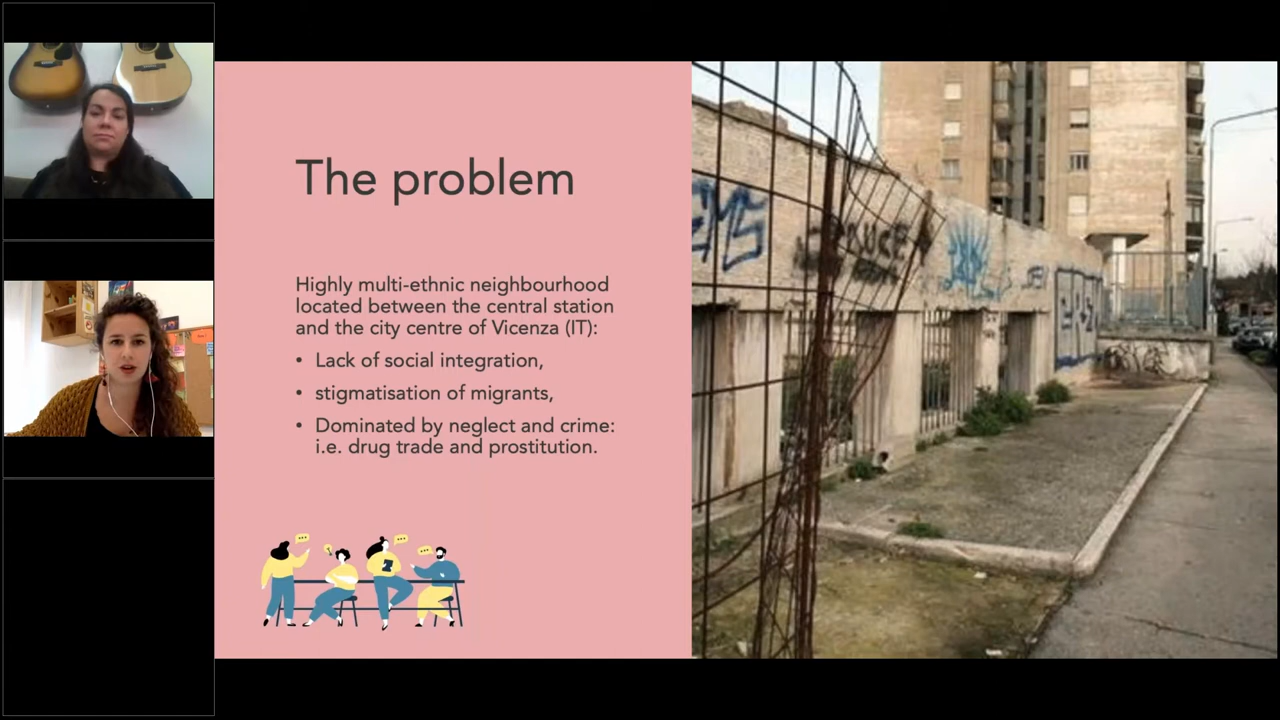 The problem
Highly multi-ethnic neighbourhood
located between the central station
and the city centre of Vicenza (IT):
• Lack of social integration,
• stigmatisation of migrants,
• Dominated by neglect and crime:
i.e. drug trade and prostitution.